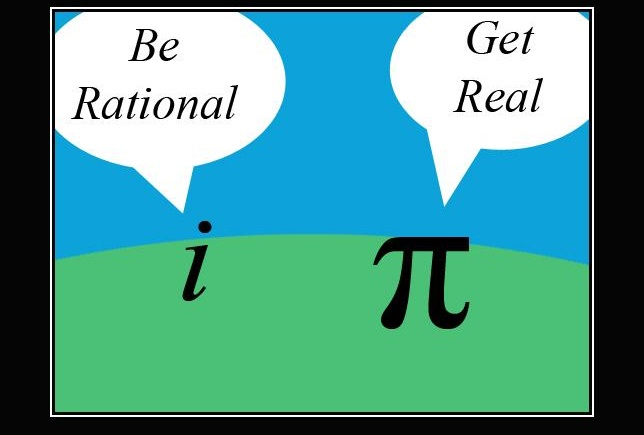 Be
Rational
Get
Real
i
π